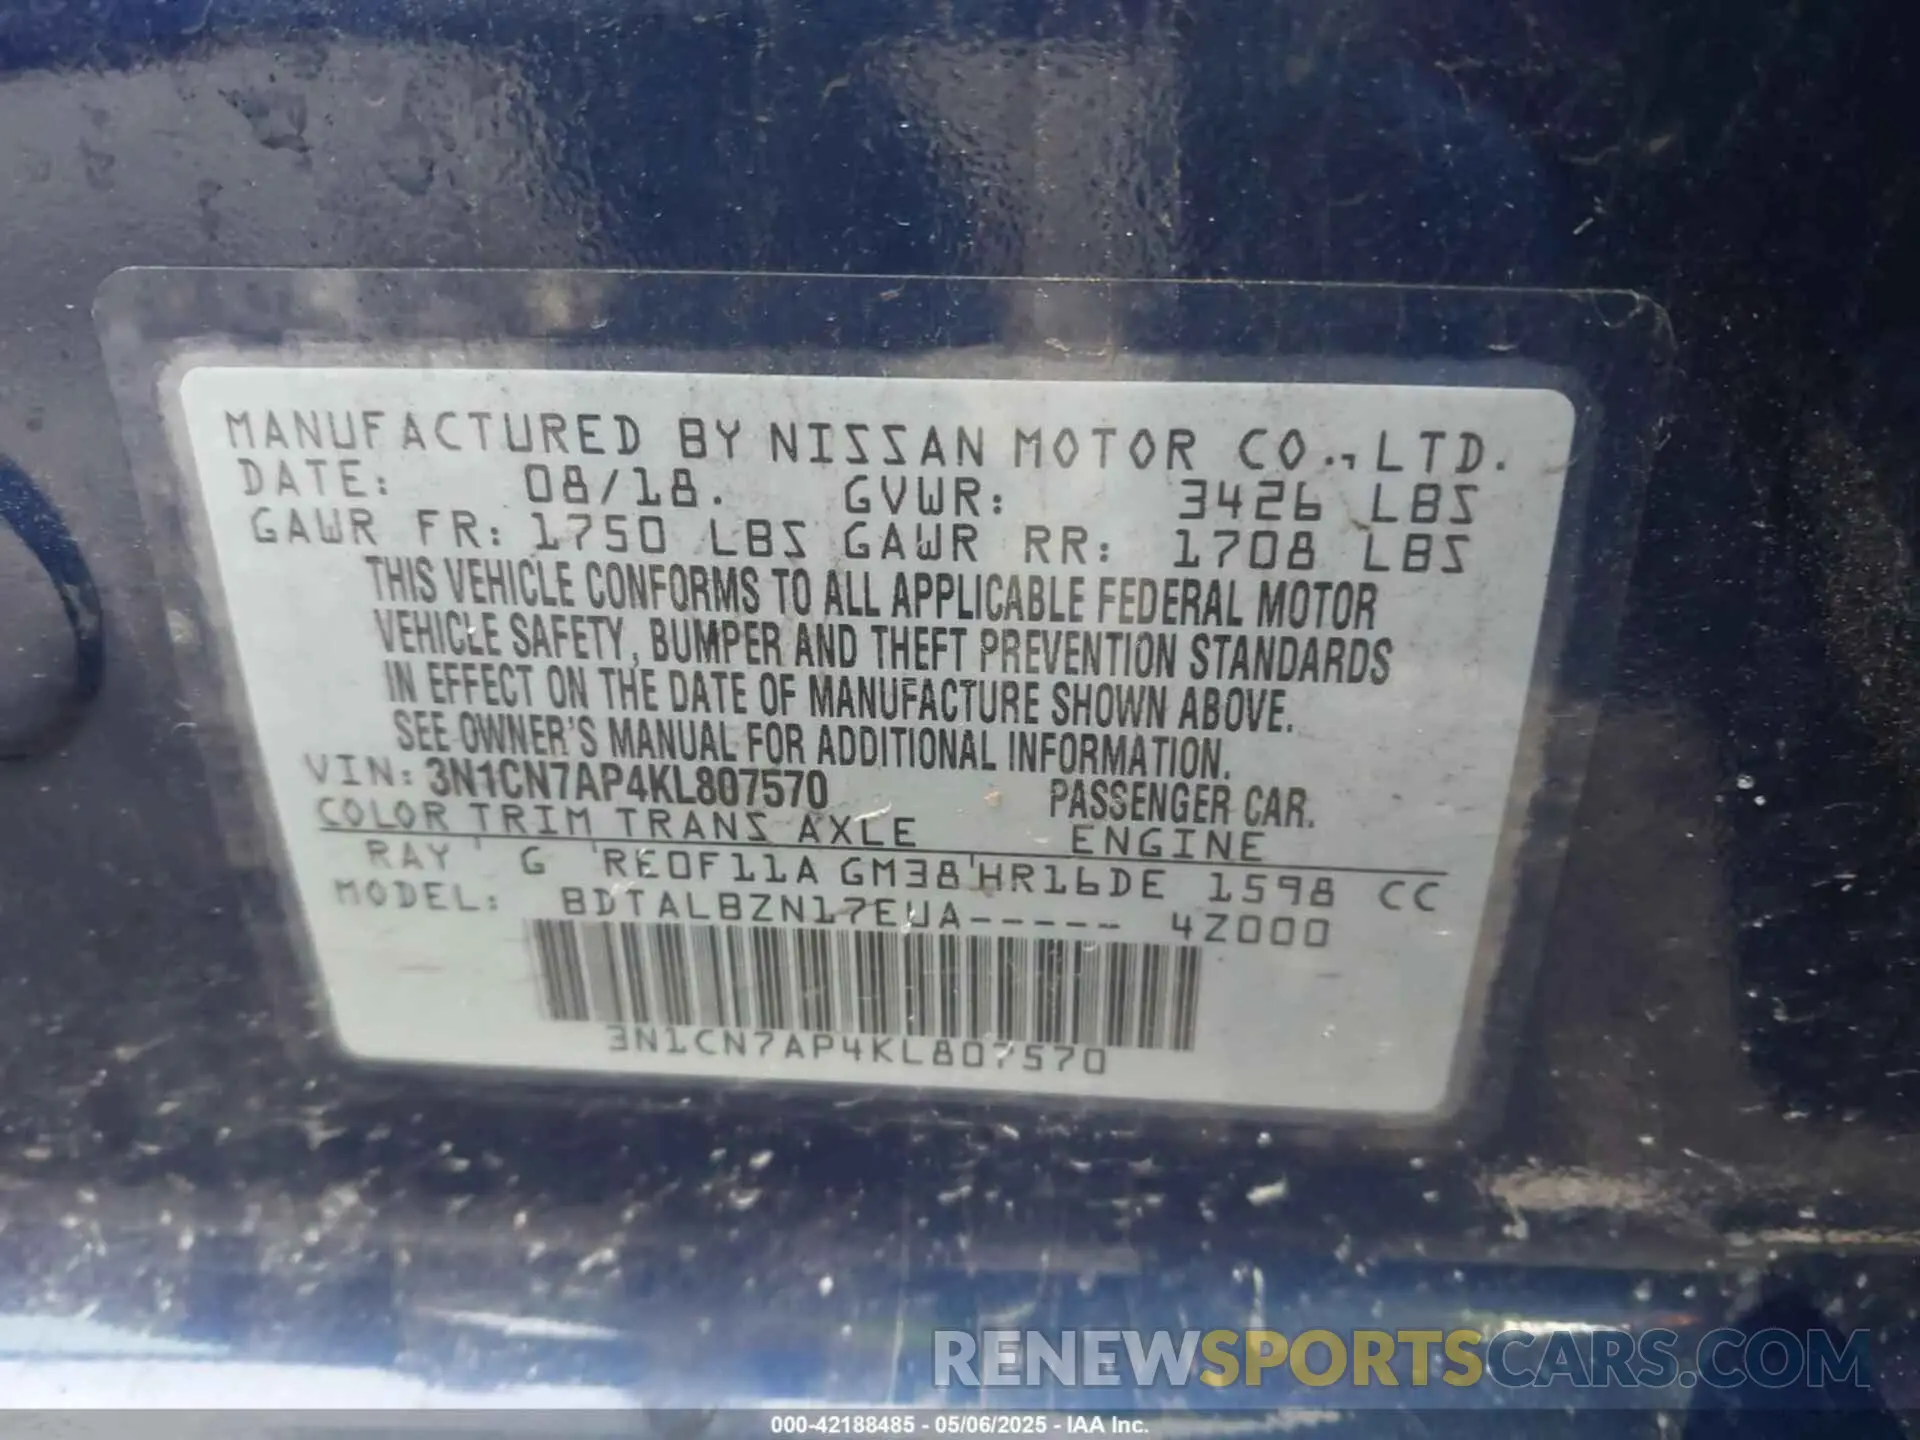 MANUFACTURED BY NISSAN MOTOR CO., LTD.
DATE: 08/18. GVWR: 3426 LBS
GAWR FR: 1750 LBS GAWR RR: 1708 LBS
THIS VEHICLE CONFORMS TO ALL APPLICABLE FEDERAL MOTOR
VEHICLE SAFETY, BUMPER AND THEFT PREVENTION STANDARDS
IN EFFECT ON THE DATE OF MANUFACTURE SHOWN ABOVE.
SEE OWNER'S MANUAL FOR ADDITIONAL INFORMATION.
VIN: 3N1CN7AP4KL807570 PASSENGER CAR.
COLOR TRIM TRANS AXLE ENGINE
RAY ' G 'RE0F11A GM38'HR16DE 1598 CC
MODEL: BDTALBZN17EUA----- 4Z000
3N1CN7AP4KL807570
RENEWSPORTSCARS.COM
000-42188485 - 05/06/2025 - IAA Inc.